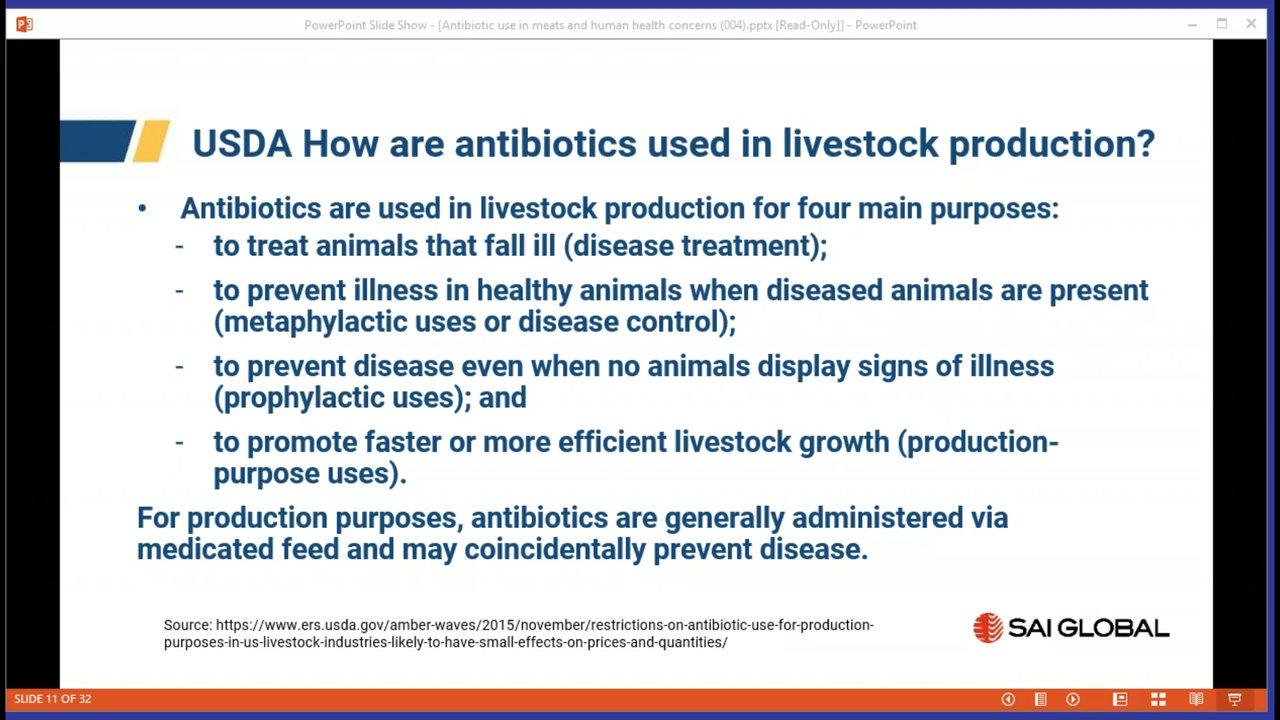 PowerPoint Slide Show - [Antibiotic use in meats and human health concerns (004).pptx [Read-Only]] - PowerPoint
USDA How are antibiotics used in livestock production?
• Antibiotics are used in livestock production for four main purposes:
- to treat animals that fall ill (disease treatment);
- to prevent illness in healthy animals when diseased animals are present
(metaphylactic uses or disease control);
- to prevent disease even when no animals display signs of illness
(prophylactic uses); and
- to promote faster or more efficient livestock growth (production-
purpose uses).
For production purposes, antibiotics are generally administered via
medicated feed and may coincidentally prevent disease.
Source: https://www.ers.usda.gov/amber-waves/2015/november/restrictions-on-antibiotic-use-for-production-
purposes-in-us-livestock-industries-likely-to-have-small-effects-on-prices-and-quantities/
SAI GLOBAL
SLIDE 11 OF 32